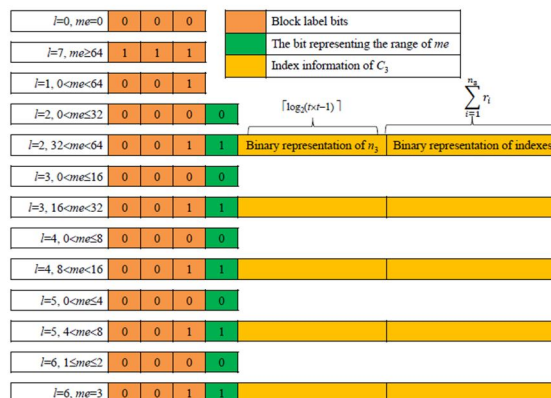 l=0, me=0 0 0 0 Block label bits
l=7, me≥64 1 1 1 The bit representing the range of me
l=1, 0<me<64 0 0 1 Index information of C₃
l=2, 0<me≤32 0 0 0 0 ⌈log₂(t×t−1)⌉ ∑ᵢ₌₁ⁿ³ rᵢ
l=2, 32<me<64 0 0 1 1 Binary representation of n₃ Binary representation of indexes
l=3, 0<me≤16 0 0 0 0
l=3, 16<me<32 0 0 1 1
l=4, 0<me≤8 0 0 0 0
l=4, 8<me<16 0 0 1 1
l=5, 0<me≤4 0 0 0 0
l=5, 4<me<8 0 0 1 1
l=6, 1≤me≤2 0 0 0 0
l=6, me=3 0 0 1 1